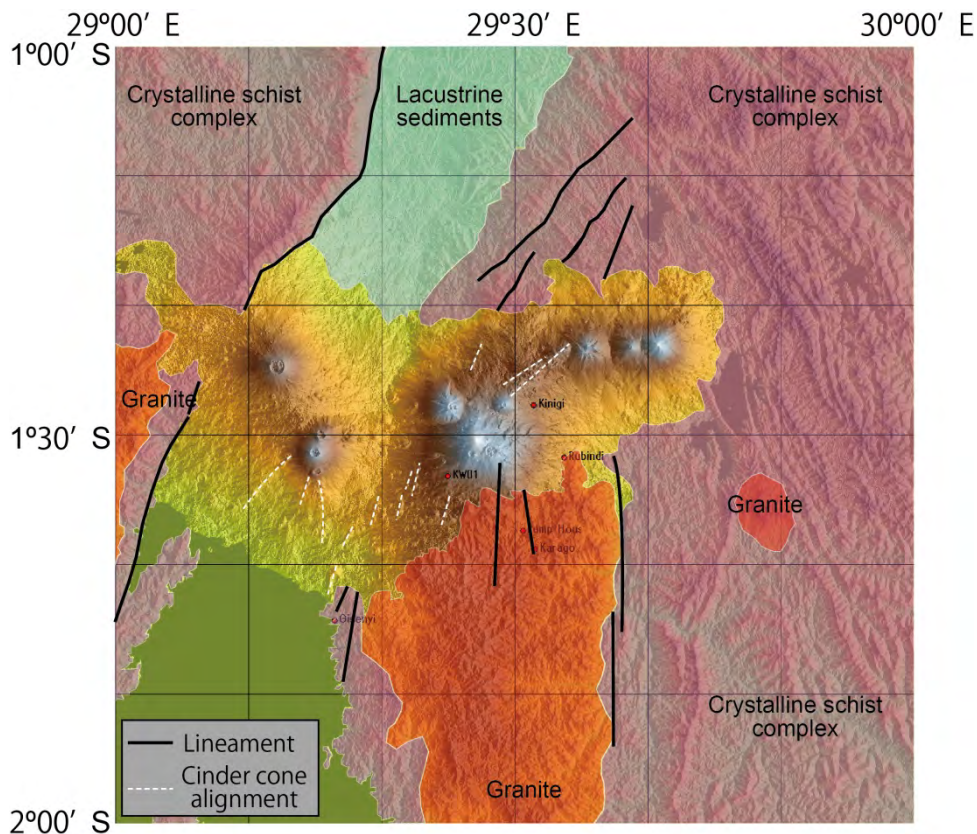 29°00′ E
29°30′ E
30°00′ E
1°00′ S
Crystalline schist
complex
Lacustrine
sediments
Crystalline schist
complex
Granite
Kinigi
1°30′ S
Rubindi
KWU1
Granite
Karago
Gisenyi
Crystalline schist
complex
Lineament
Cinder cone
alignment
Granite
2°00′ S